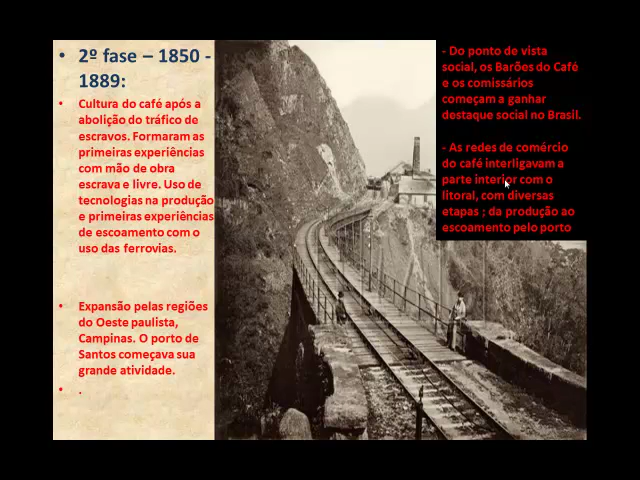 • 2º fase – 1850 -
1889:
• Cultura do café após a
abolição do tráfico de
escravos. Formaram as
primeiras experiências
com mão de obra
escrava e livre. Uso de
tecnologias na produção
e primeiras experiências
de escoamento com o
uso das ferrovias.
• Expansão pelas regiões
do Oeste paulista,
Campinas. O porto de
Santos começava sua
grande atividade.
• .
- Do ponto de vista
social, os Barões do Café
e os comissários
começam a ganhar
destaque social no Brasil.
- As redes de comércio
do café interligavam a
parte interior com o
litoral, com diversas
etapas ; da produção ao
escoamento pelo porto